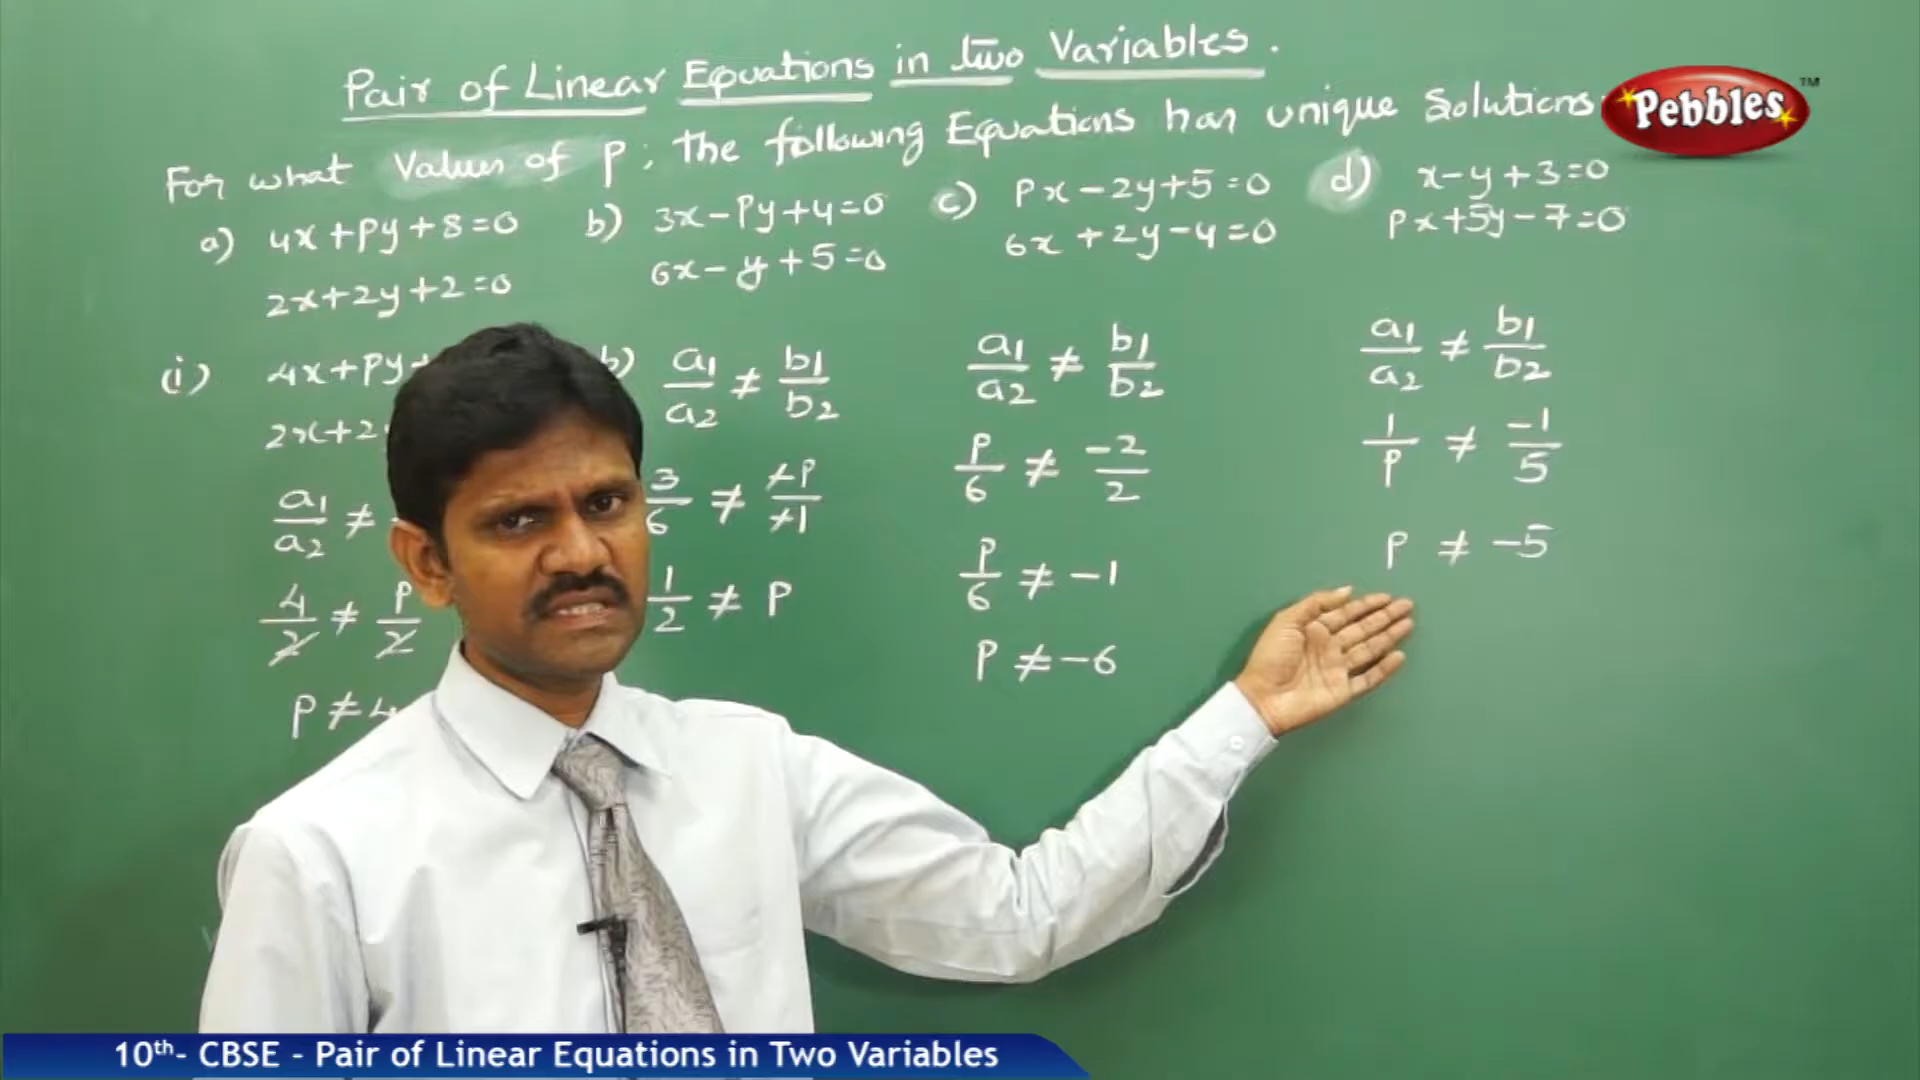 Pair of Linear Equations in two Variables.
For what Values of P; the following Equations has unique Solutions.
Pebbles™
a) 4x+py+8=0
2x+2y+2=0
b) 3x-Py+4=0
6x-y+5=0
c) Px-2y+5=0
6x+2y-4=0
d) x-y+3=0
Px+5y-7=0
(i) 4x+Py+
2x+2
a1/a2 ≠
4/2 ≠ P/2
P≠4
b) a1/a2 ≠ b1/b2
3/6 ≠ -P/-1
1/2 ≠ P
a1/a2 ≠ b1/b2
P/6 ≠ -2/2
P/6 ≠ -1
P ≠ -6
a1/a2 ≠ b1/b2
1/P ≠ -1/5
P ≠ -5
10th- CBSE - Pair of Linear Equations in Two Variables